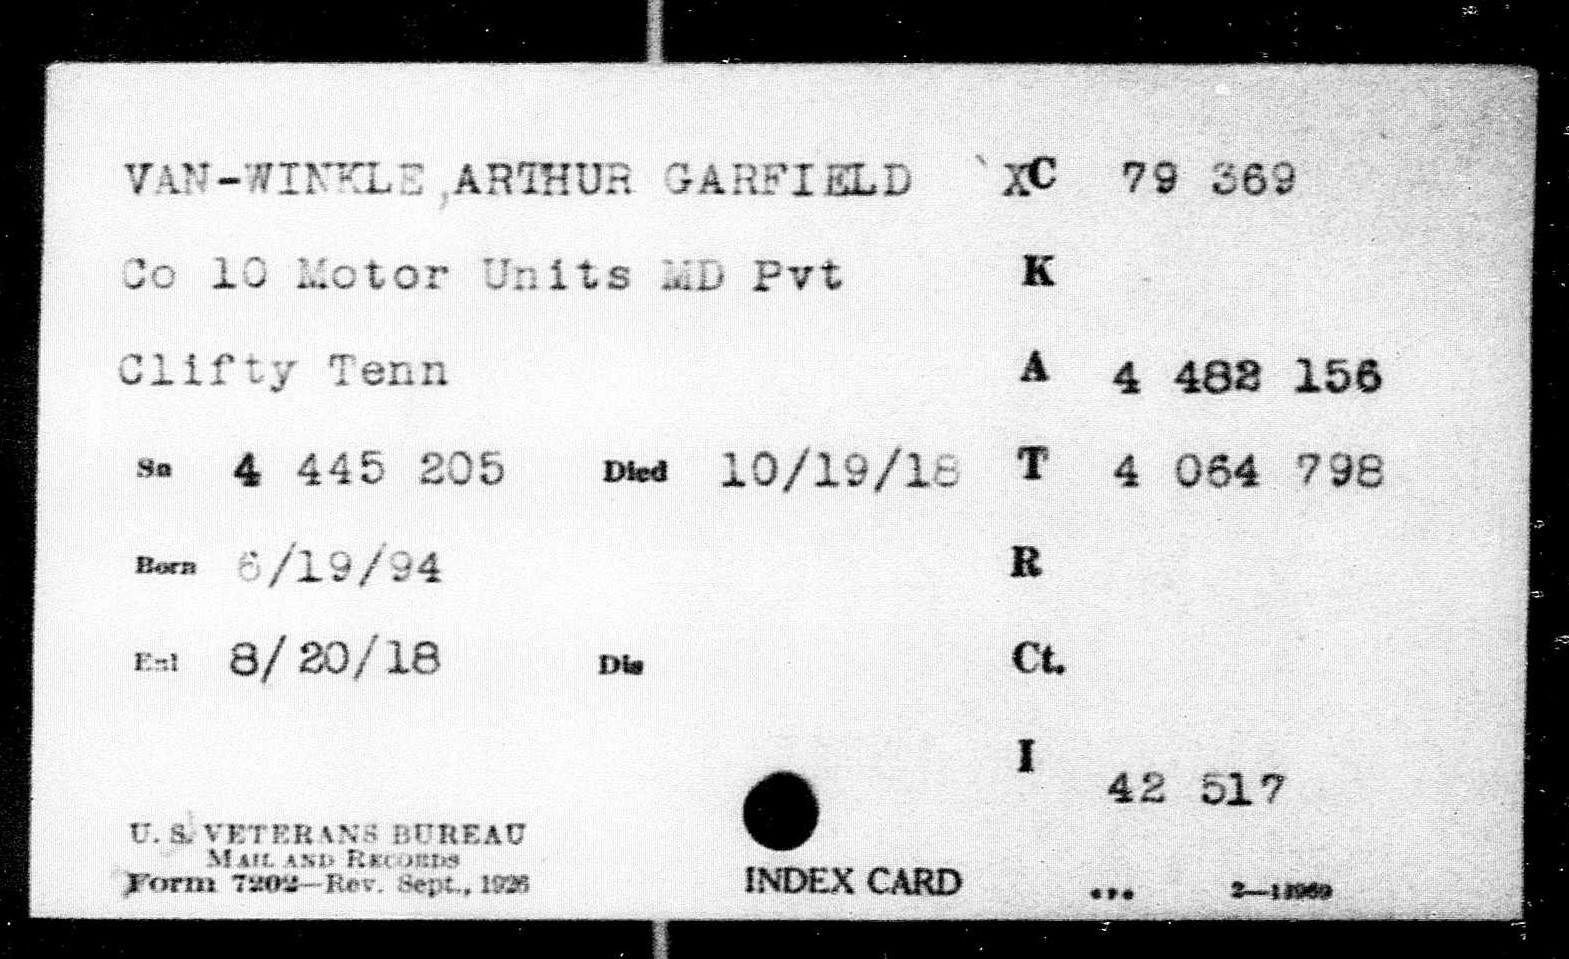 VAN-WINKLE, ARTHUR GARFIELD XC 79 369
Co 10 Motor Units MD Pvt K
Clifty Tenn A 4 482 156
Sn 4 445 205 Died 10/19/18 T 4 064 798
Born 6/19/94 R
Enl 8/20/18 Dis Ct.
I 42 517
U. S. VETERANS BUREAU
MAIL AND RECORDS
Form 7202—Rev. Sept., 1926
INDEX CARD